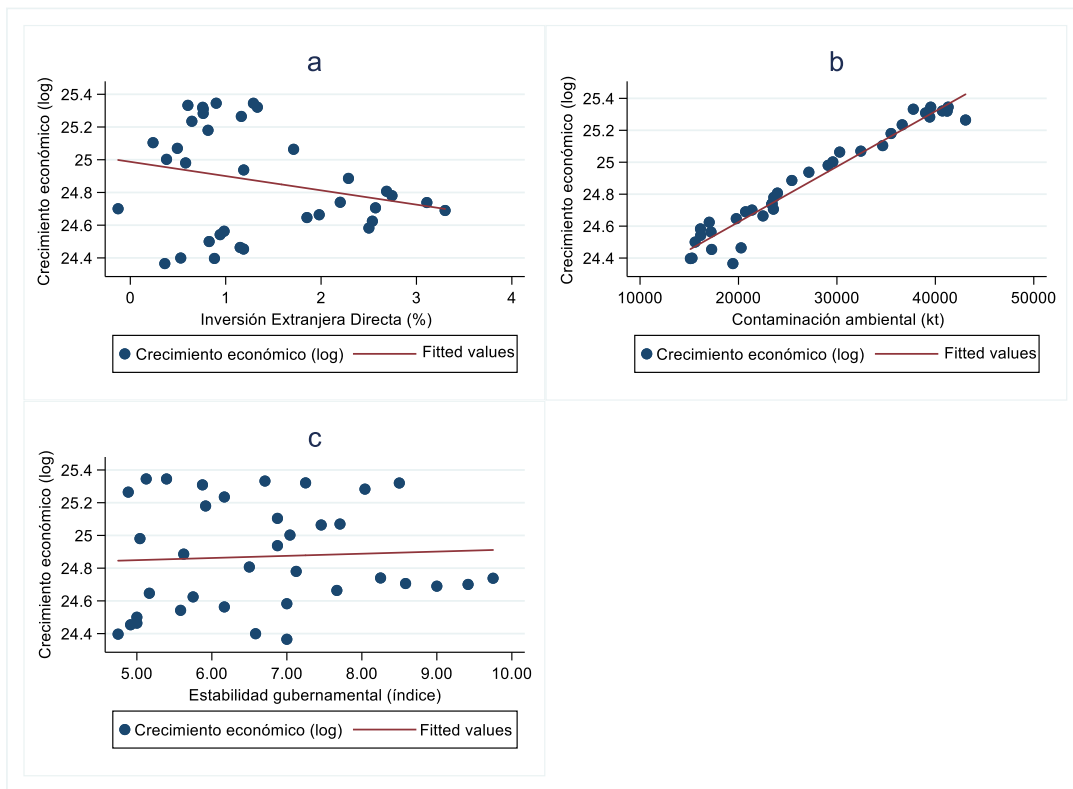 a
Crecimiento económico (log)
25.4
25.2
25
24.8
24.6
24.4
0 1 2 3 4
Inversión Extranjera Directa (%)
Crecimiento económico (log) Fitted values
b
Crecimiento económico (log)
25.4
25.2
25
24.8
24.6
24.4
10000 20000 30000 40000 50000
Contaminación ambiental (kt)
Crecimiento económico (log) Fitted values
c
Crecimiento económico (log)
25.4
25.2
25
24.8
24.6
24.4
5.00 6.00 7.00 8.00 9.00 10.00
Estabilidad gubernamental (índice)
Crecimiento económico (log) Fitted values